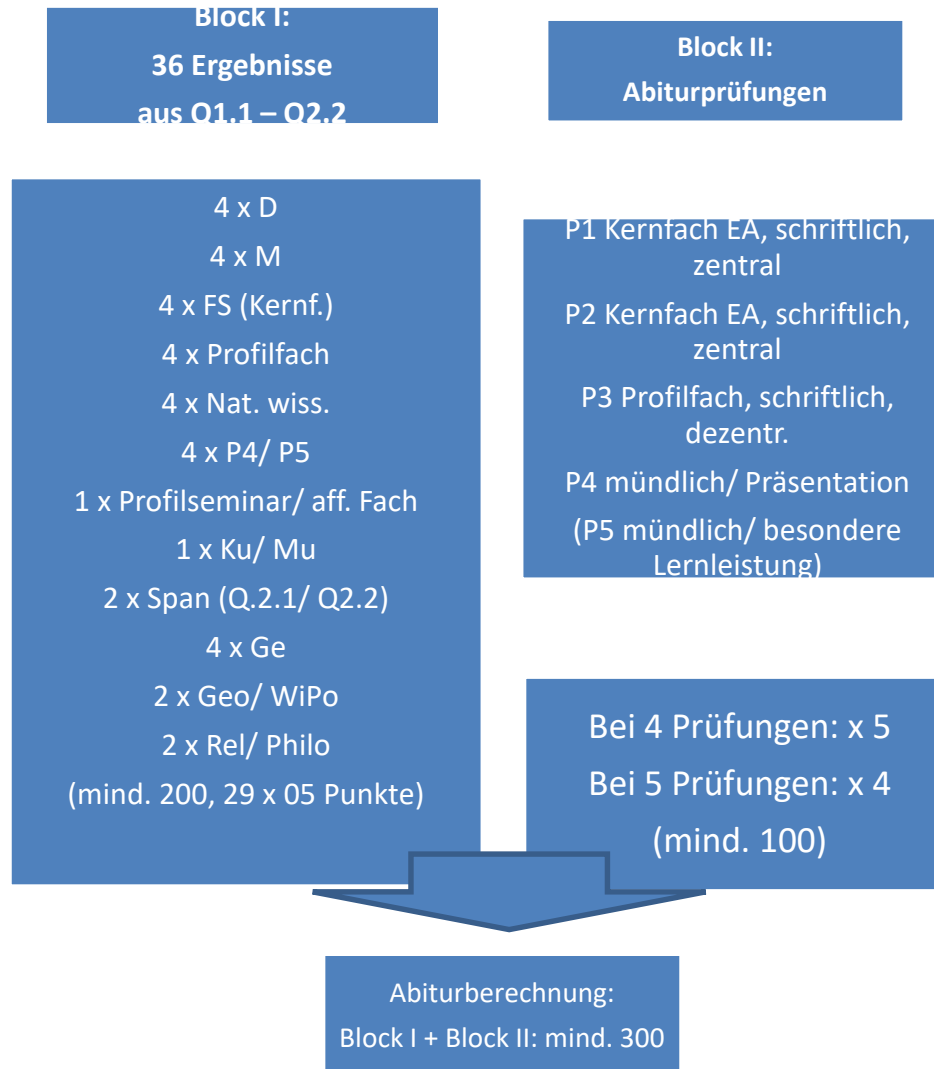 Block I:
36 Ergebnisse
aus Q1.1 – Q2.2
Block II:
Abiturprüfungen
4 x D
4 x M
4 x FS (Kernf.)
4 x Profilfach
4 x Nat. wiss.
4 x P4/ P5
1 x Profilseminar/ aff. Fach
1 x Ku/ Mu
2 x Span (Q.2.1/ Q2.2)
4 x Ge
2 x Geo/ WiPo
2 x Rel/ Philo
(mind. 200, 29 x 05 Punkte)
P1 Kernfach EA, schriftlich,
zentral
P2 Kernfach EA, schriftlich,
zentral
P3 Profilfach, schriftlich,
dezentr.
P4 mündlich/ Präsentation
(P5 mündlich/ besondere
Lernleistung)
Bei 4 Prüfungen: x 5
Bei 5 Prüfungen: x 4
(mind. 100)
Abiturberechnung:
Block I + Block II: mind. 300